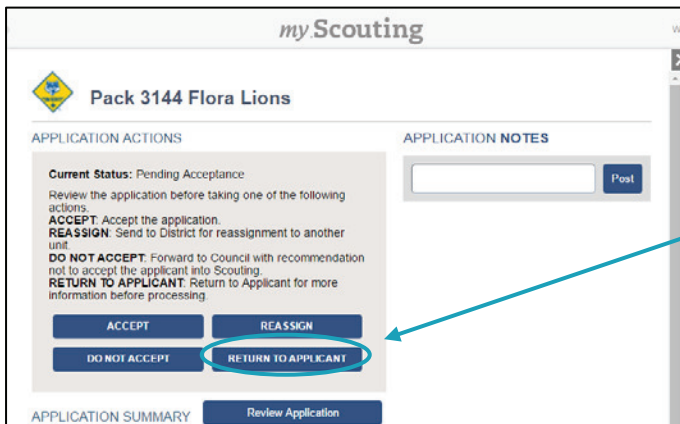 my.Scouting
W
Pack 3144 Flora Lions
APPLICATION ACTIONS
APPLICATION NOTES
Current Status: Pending Acceptance
Review the application before taking one of the following
actions.
ACCEPT: Accept the application.
REASSIGN: Send to District for reassignment to another
unit.
DO NOT ACCEPT: Forward to Council with recommendation
not to accept the applicant into Scouting.
RETURN TO APPLICANT: Return to Applicant for more
information before processing.
Post
ACCEPT
REASSIGN
DO NOT ACCEPT
RETURN TO APPLICANT
APPLICATION SUMMARY
Review Application